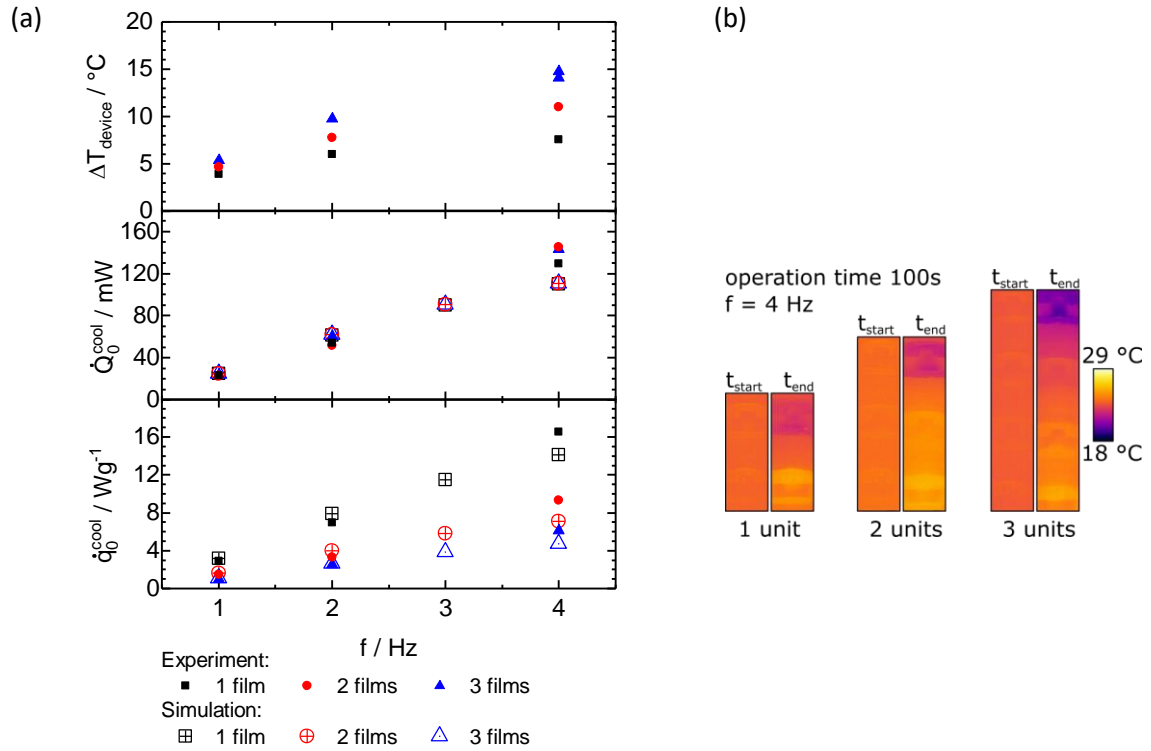 (a)
20
15
10
5
0
ΔT_device / °C
160
120
80
40
0
Q̇₀^cool / mW
16
12
8
4
0
q̇₀^cool / Wg⁻¹
1 2 3 4
f / Hz
Experiment:
1 film 2 films 3 films
Simulation:
1 film 2 films 3 films
(b)
operation time 100s
f = 4 Hz
t_start t_end
t_start t_end
t_start t_end
29 °C
18 °C
1 unit 2 units 3 units